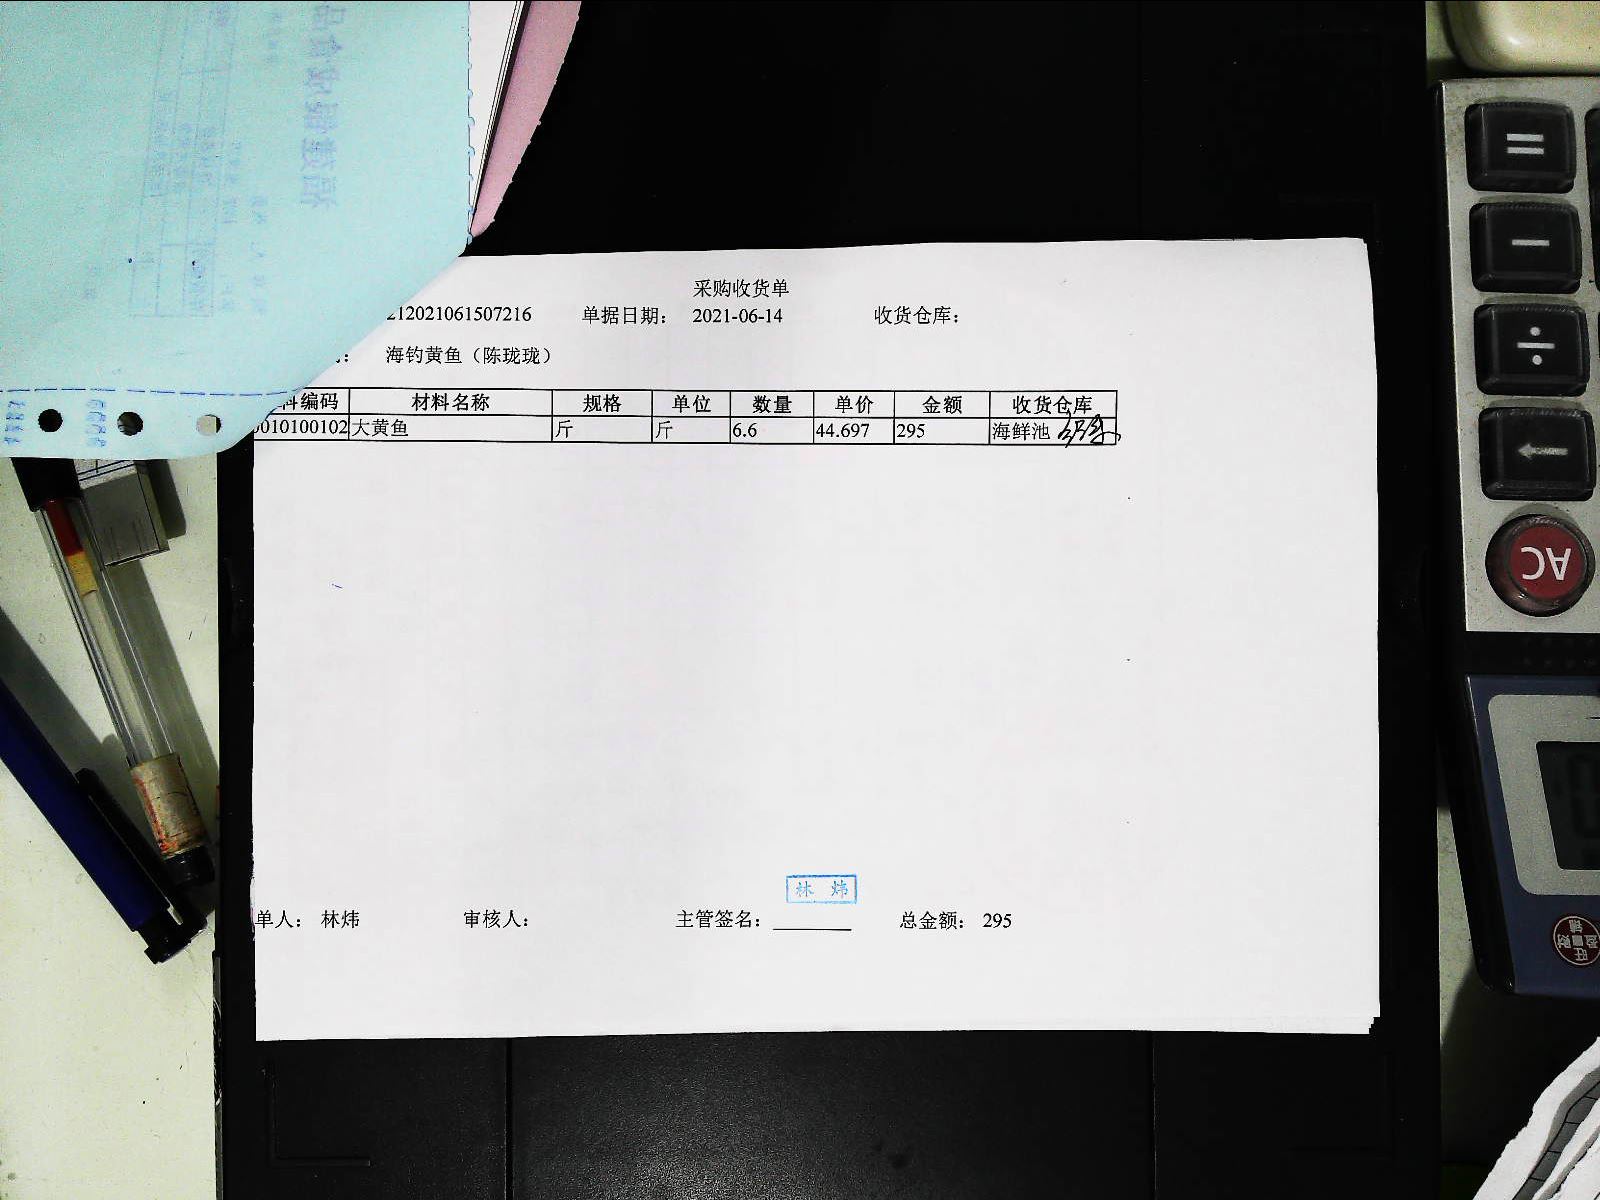 采购收货单
212021061507216 单据日期： 2021-06-14 收货仓库：
海钓黄鱼（陈珑珑）
料编码 材料名称 规格 单位 数量 单价 金额 收货仓库
0010100102 大黄鱼 斤 斤 6.6 44.697 295 海鲜池
林 炜
单人： 林炜 审核人： 主管签名： 总金额： 295
=
−
÷
←
AC